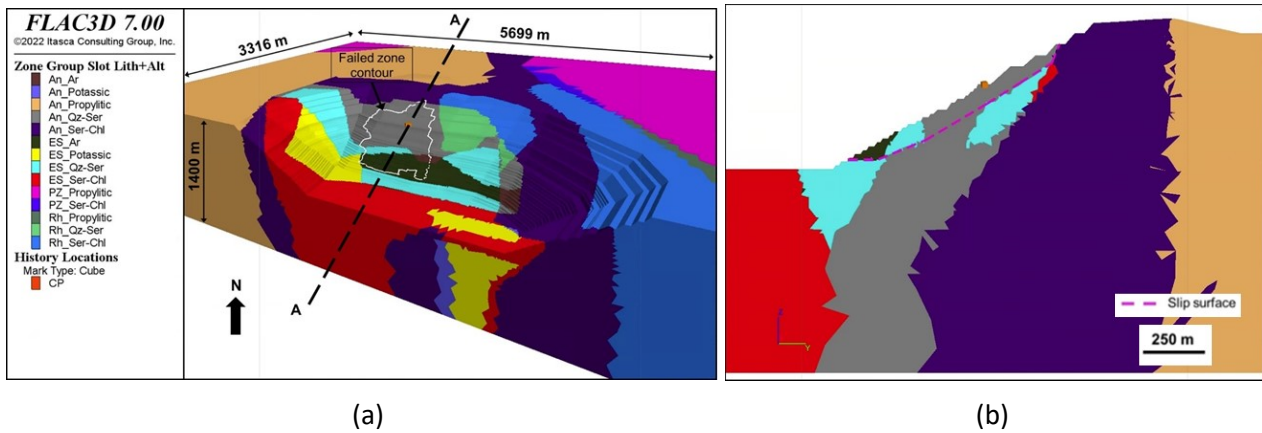 FLAC3D 7.00
©2022 Itasca Consulting Group, Inc.
Zone Group Slot Lith+Alt
An_Ar
An_Potassic
An_Propylitic
An_Qz-Ser
An_Ser-Chl
ES_Ar
ES_Potassic
ES_Qz-Ser
ES_Ser-Chl
PZ_Propylitic
PZ_Ser-Chl
Rh_Propylitic
Rh_Qz-Ser
Rh_Ser-Chl
History Locations
Mark Type: Cube
CP
3316 m
A
5699 m
Failed zone
contour
1400 m
N
A
(a)
Z
Y
Slip surface
250 m
(b)